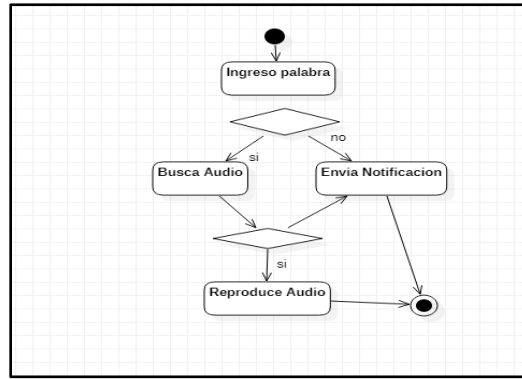 Ingreso palabra
no
si
Busca Audio
Envia Notificacion
si
Reproduce Audio